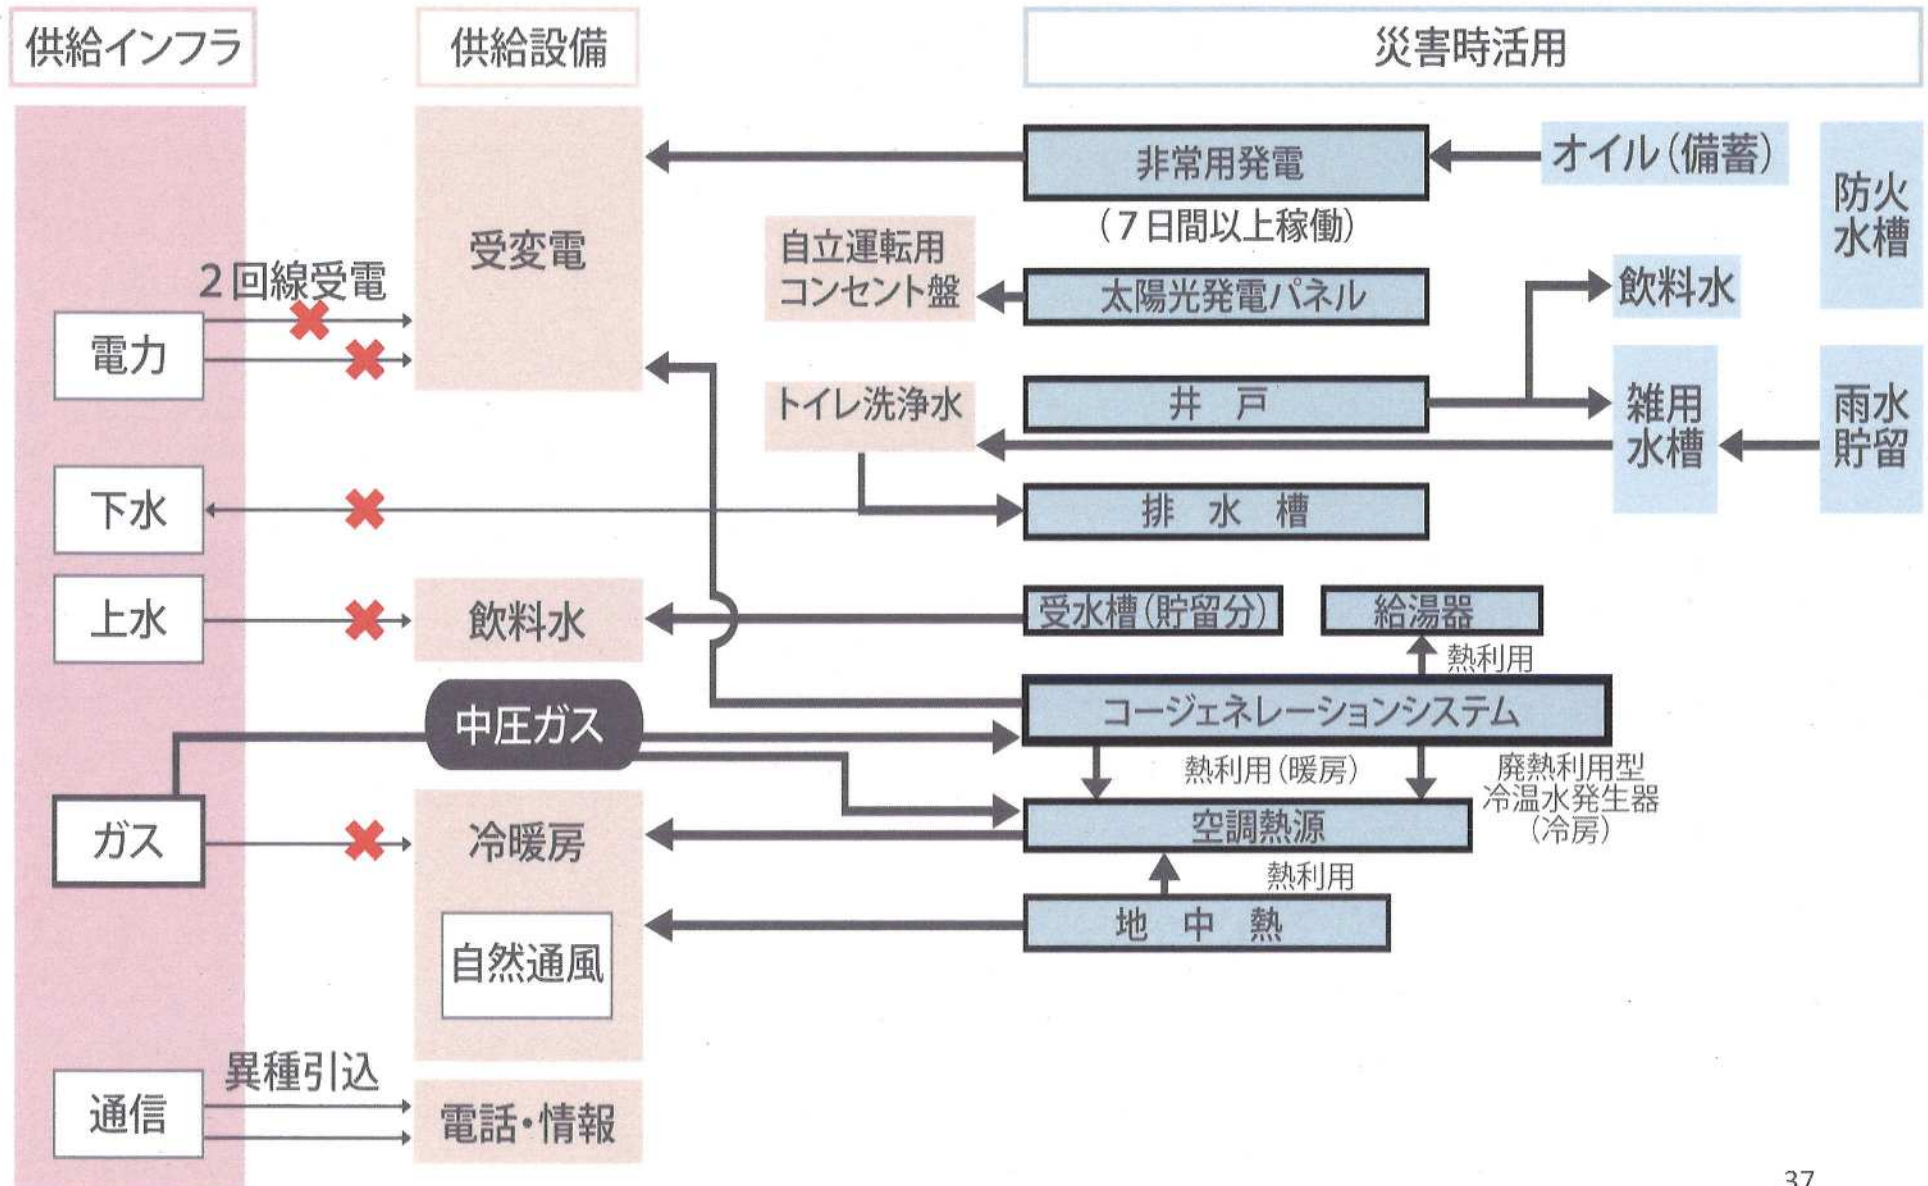 供給インフラ
供給設備
災害時活用
受変電
非常用発電
(７日間以上稼働)
オイル(備蓄)
防火
水槽
自立運転用
コンセント盤
太陽光発電パネル
飲料水
２回線受電
電力
トイレ洗浄水
井 戸
雑用
水槽
雨水
貯留
下水
排 水 槽
上水
飲料水
受水槽(貯留分)
給湯器
熱利用
中圧ガス
コージェネレーションシステム
熱利用(暖房)
廃熱利用型
冷温水発生器
(冷房)
ガス
冷暖房
空調熱源
熱利用
自然通風
地 中 熱
異種引込
通信
電話・情報
37